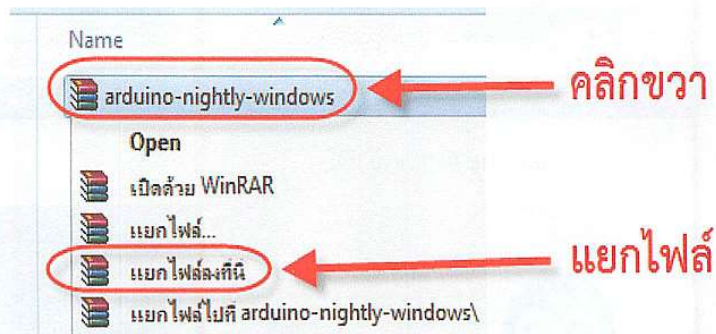 Name
arduino-nightly-windows
คลิกขวา
Open
เปิดด้วย WinRAR
แยกไฟล์...
แยกไฟล์ลงที่นี่
แยกไฟล์
แยกไฟล์ไปที่ arduino-nightly-windows\